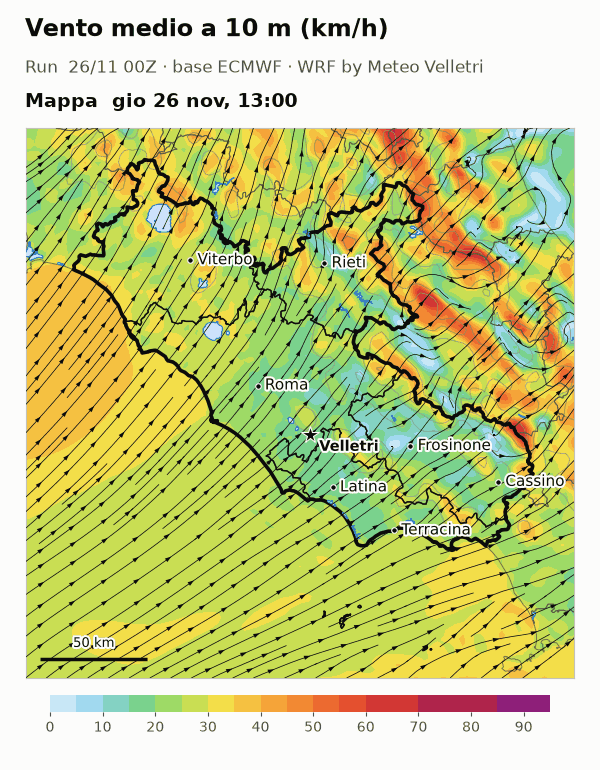 Vento medio a 10 m (km/h)
Run  26/11 00Z · base ECMWF · WRF by Meteo Velletri
Mappa  gio 26 nov, 13:00
Viterbo
Rieti
Roma
Velletri
Frosinone
Latina
Cassino
Terracina
50 km
0 10 20 30 40 50 60 70 80 90